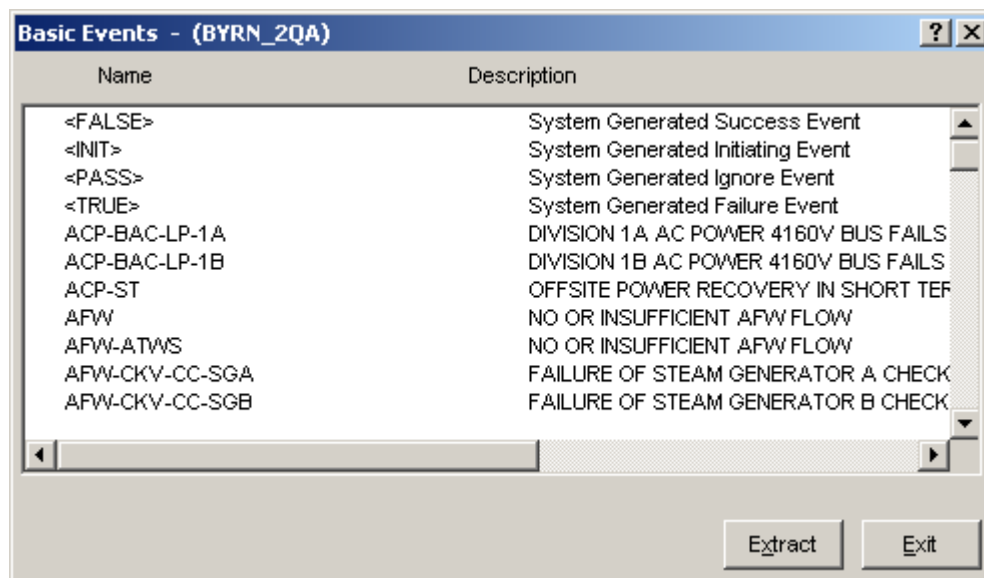 Basic Events - (BYRN_2QA)
Name Description
<FALSE> System Generated Success Event
<INIT> System Generated Initiating Event
<PASS> System Generated Ignore Event
<TRUE> System Generated Failure Event
ACP-BAC-LP-1A DIVISION 1A AC POWER 4160V BUS FAILS
ACP-BAC-LP-1B DIVISION 1B AC POWER 4160V BUS FAILS
ACP-ST OFFSITE POWER RECOVERY IN SHORT TER
AFW NO OR INSUFFICIENT AFW FLOW
AFW-ATWS NO OR INSUFFICIENT AFW FLOW
AFW-CKV-CC-SGA FAILURE OF STEAM GENERATOR A CHECK
AFW-CKV-CC-SGB FAILURE OF STEAM GENERATOR B CHECK
Extract Exit